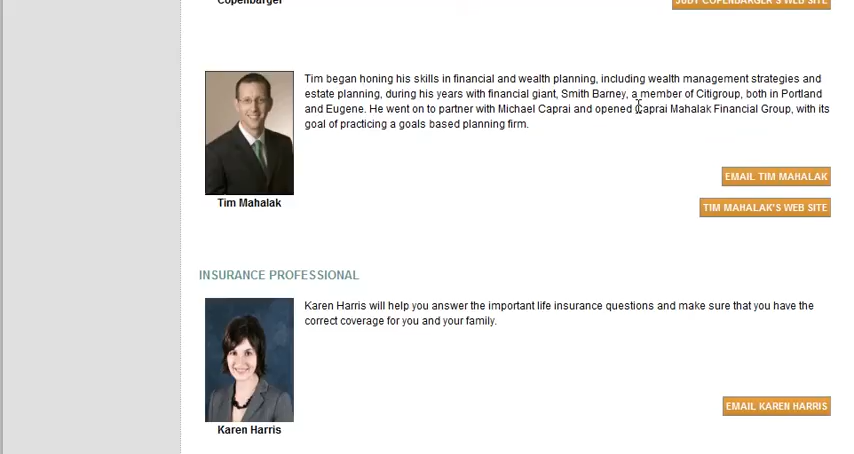 Copenbarger
JUDY COPENBARGER'S WEB SITE
Tim began honing his skills in financial and wealth planning, including wealth management strategies and
estate planning, during his years with financial giant, Smith Barney, a member of Citigroup, both in Portland
and Eugene. He went on to partner with Michael Caprai and opened Caprai Mahalak Financial Group, with its
goal of practicing a goals based planning firm.
EMAIL TIM MAHALAK
Tim Mahalak
TIM MAHALAK'S WEB SITE
INSURANCE PROFESSIONAL
Karen Harris will help you answer the important life insurance questions and make sure that you have the
correct coverage for you and your family.
EMAIL KAREN HARRIS
Karen Harris